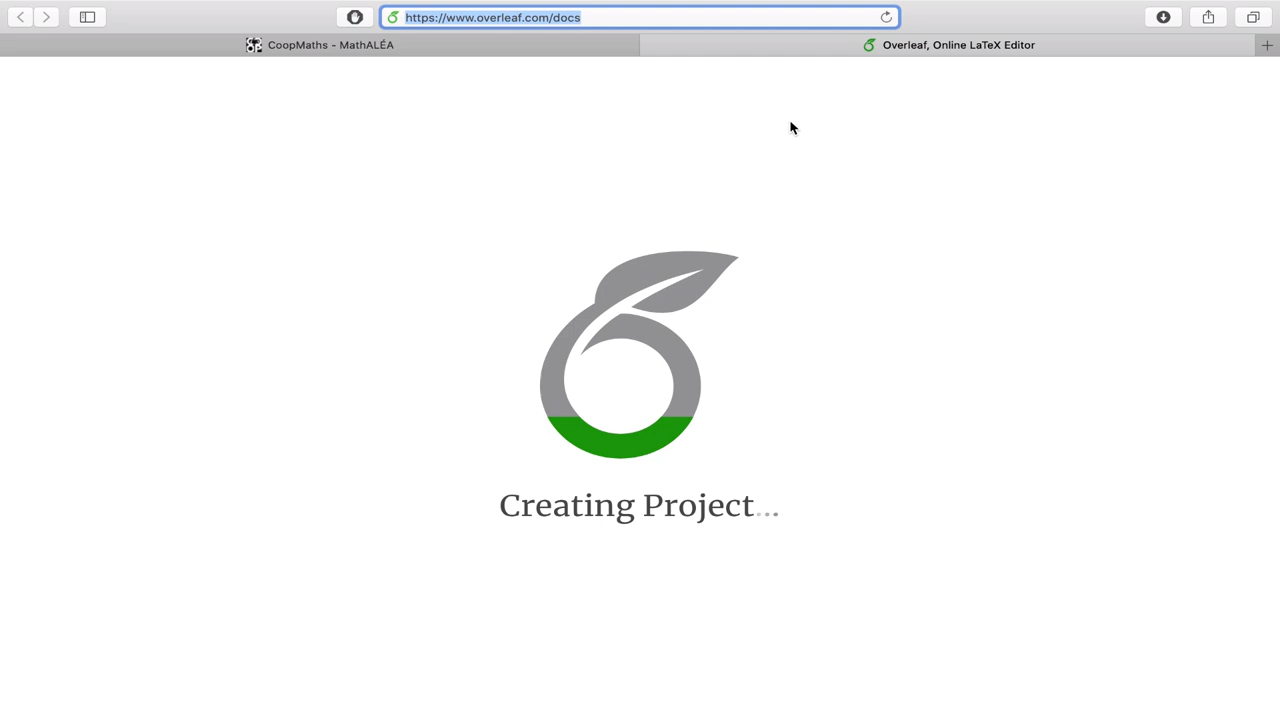 https://www.overleaf.com/docs
CoopMaths - MathALÉA
Overleaf, Online LaTeX Editor
Creating Project...